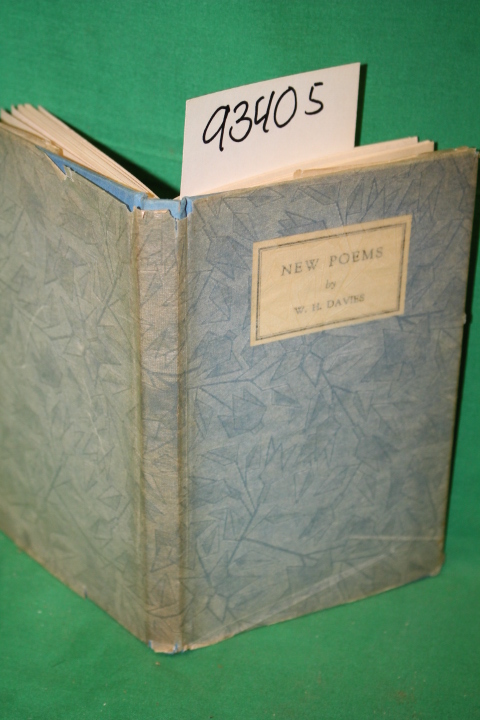 93405
NEW POEMS
by
W. H. DAVIES